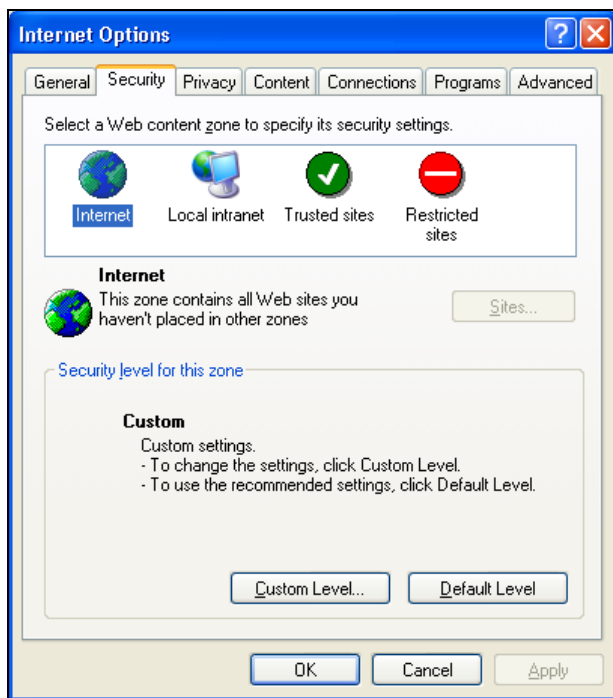 Internet Options
General Security Privacy Content Connections Programs Advanced
Select a Web content zone to specify its security settings.
Internet Local intranet Trusted sites Restricted
sites
Internet
This zone contains all Web sites you
haven't placed in other zones
Sites...
Security level for this zone
Custom
Custom settings.
- To change the settings, click Custom Level.
- To use the recommended settings, click Default Level.
Custom Level... Default Level
OK Cancel Apply